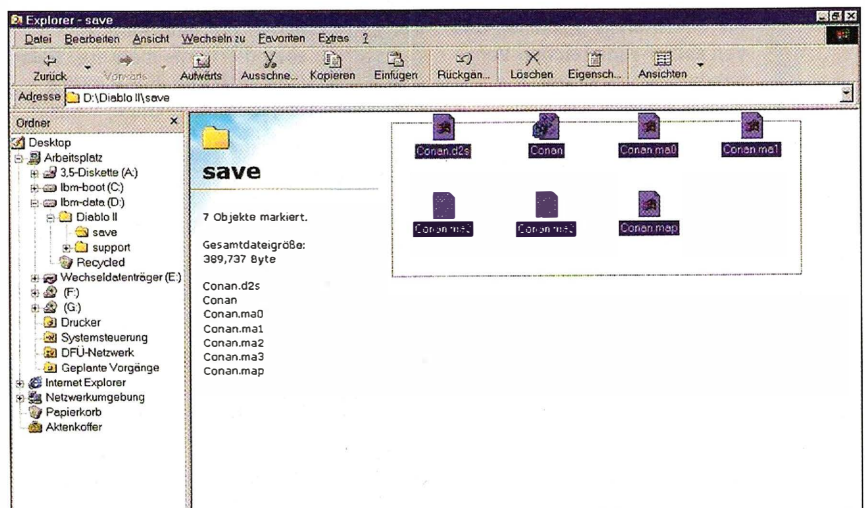 Explorer - save
Datei Bearbeiten Ansicht Wechseln zu Favoriten Extras ?
Zurück Vorwärts Aufwärts Ausschne... Kopieren Einfügen Rückgän... Löschen Eigensch... Ansichten
Adresse D:\Diablo II\save
Ordner ×
Desktop
Arbeitsplatz
3,5-Diskette (A:)
Ibm-boot (C:)
Ibm-data (D:)
Diablo II
save
support
Recycled
Wechseldatenträger (E:)
(F:)
(G:)
Drucker
Systemsteuerung
DFÜ-Netzwerk
Geplante Vorgänge
Internet Explorer
Netzwerkumgebung
Papierkorb
Aktenkoffer
save
7 Objekte markiert.
Gesamtdateigröße:
389,737 Byte
Conan.d2s
Conan
Conan.ma0
Conan.ma1
Conan.ma2
Conan.ma3
Conan.map
Conan.d2s Conan Conan.ma0 Conan.ma1
Conan.ma2 Conan.ma3 Conan.map